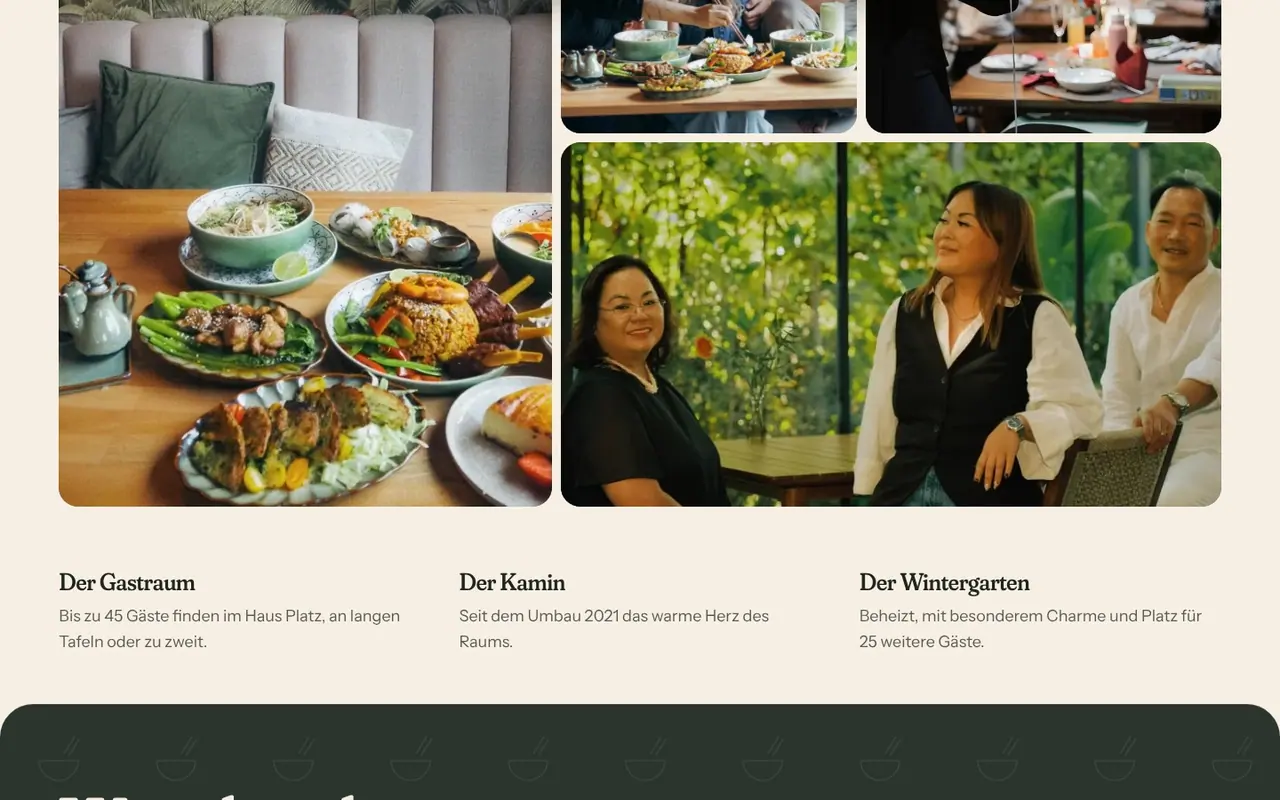 Der Gastraum
Bis zu 45 Gäste finden im Haus Platz, an langen
Tafeln oder zu zweit.
Der Kamin
Seit dem Umbau 2021 das warme Herz des
Raums.
Der Wintergarten
Beheizt, mit besonderem Charme und Platz für
25 weitere Gäste.